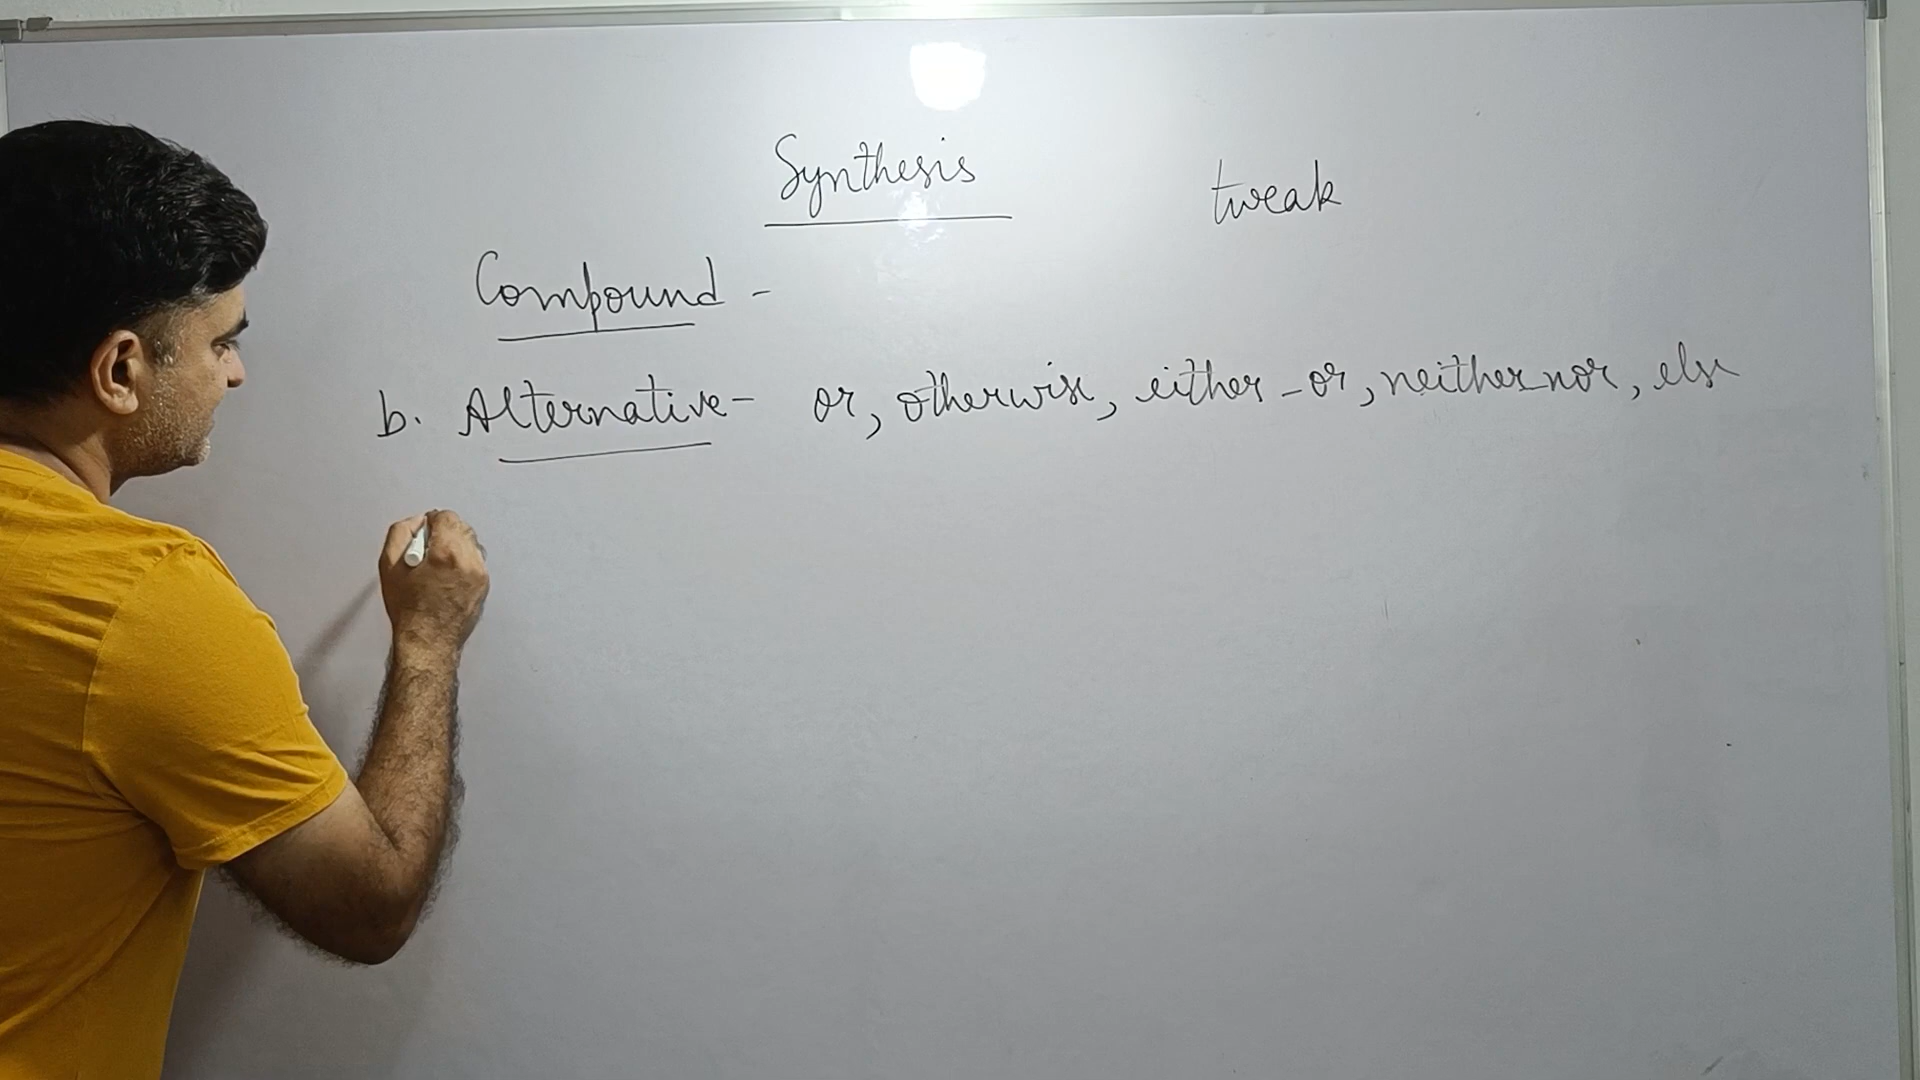 Synthesis
tweak
Compound -
b. Alternative - or, otherwise, either - or, neither nor, else